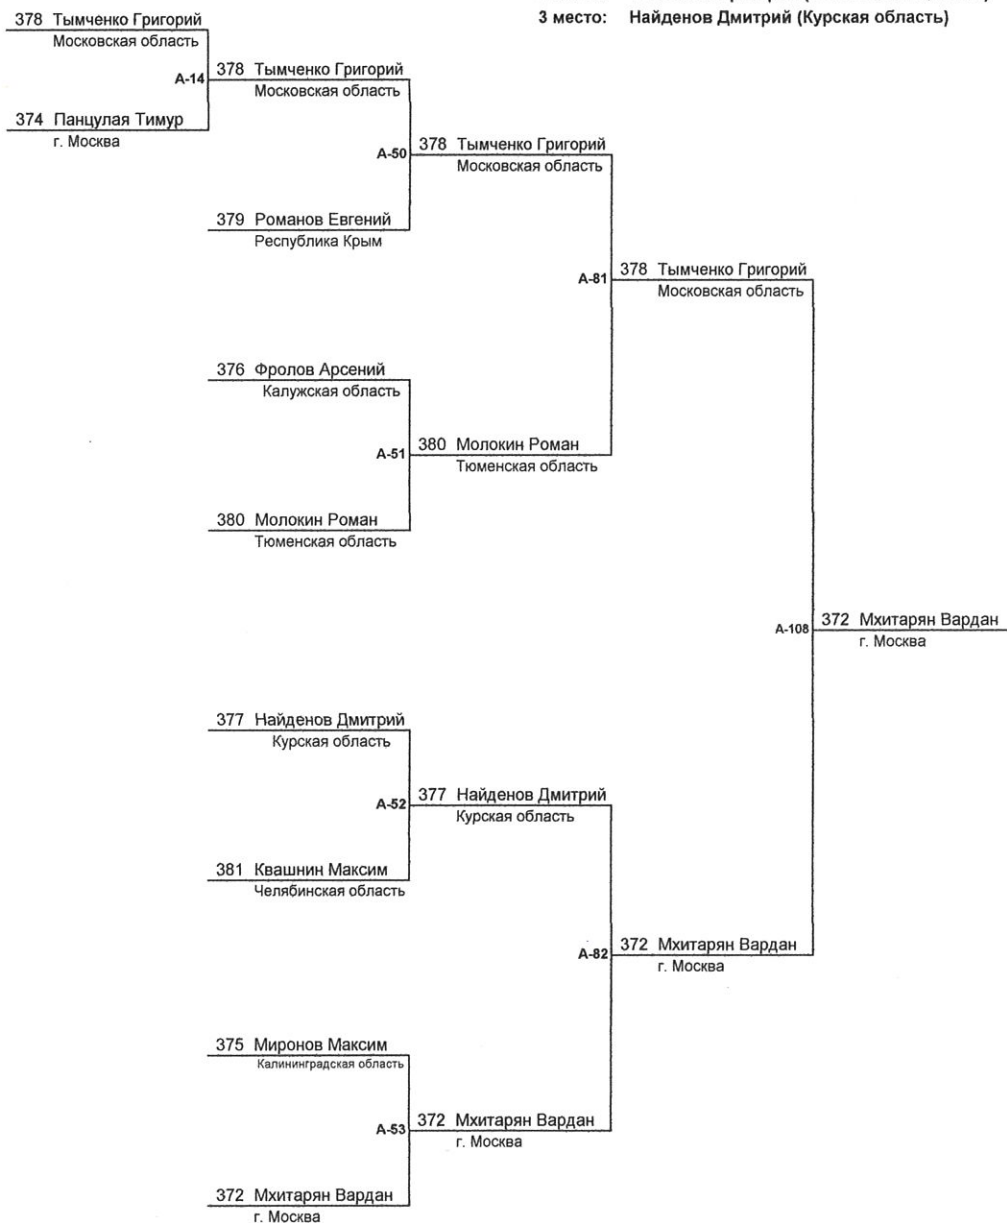 3 место: Найденов Дмитрий (Курская область)
378 Тымченко Григорий
Московская область
А-14
378 Тымченко Григорий
Московская область
374 Панцулая Тимур
г. Москва
А-50
378 Тымченко Григорий
Московская область
379 Романов Евгений
Республика Крым
А-81
378 Тымченко Григорий
Московская область
376 Фролов Арсений
Калужская область
А-51
380 Молокин Роман
Тюменская область
380 Молокин Роман
Тюменская область
А-108
372 Мхитарян Вардан
г. Москва
377 Найденов Дмитрий
Курская область
А-52
377 Найденов Дмитрий
Курская область
381 Квашнин Максим
Челябинская область
А-82
372 Мхитарян Вардан
г. Москва
375 Миронов Максим
Калининградская область
А-53
372 Мхитарян Вардан
г. Москва
372 Мхитарян Вардан
г. Москва